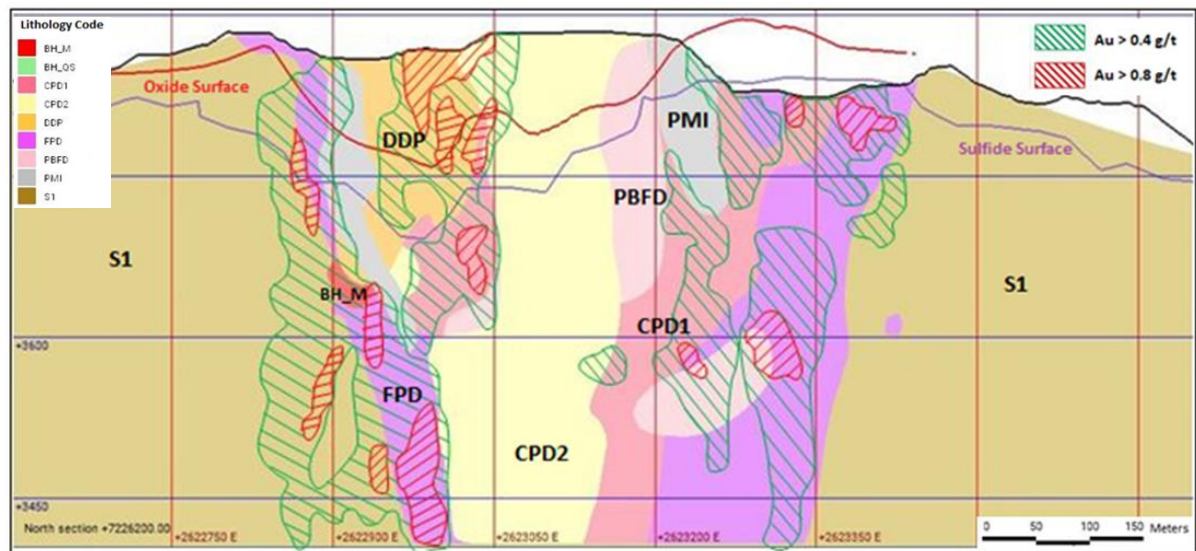 Lithology Code
BH_M
BH_QS
CPD1
CPD2
DDP
FPD
PBFD
PMI
S1
Au > 0.4 g/t
Au > 0.8 g/t
Oxide Surface
DDP
PMI
Sulfide Surface
PBFD
S1
S1
BH_M
CPD1
+3600
FPD
CPD2
+3450
North section +7226200.00
+2622750 E
+2622900 E
+2623050 E
+2623200 E
+2623350 E
0 50 100 150 Meters